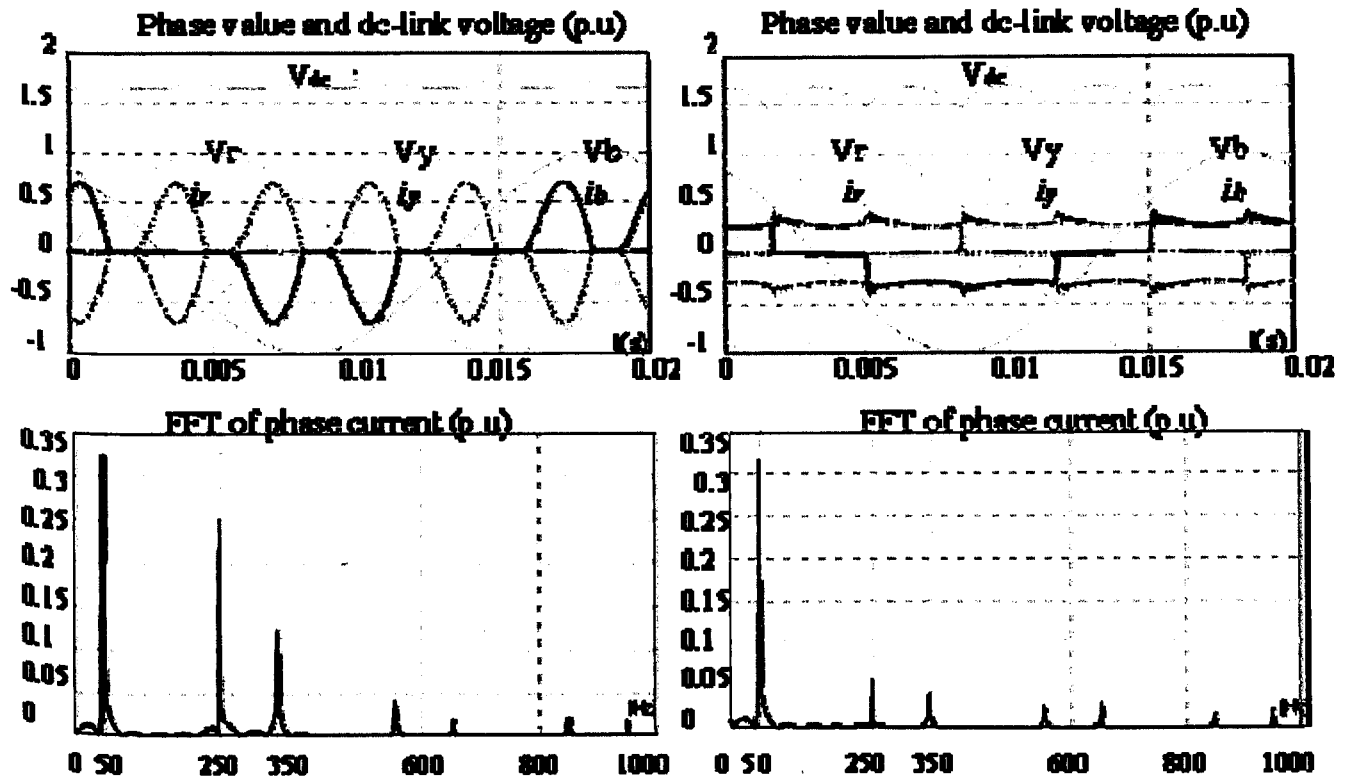 Phase value and dc-link voltage (p.u)
2
1.5
1
0.5
0
-0.5
-1
Vdc
Vr Vy Vb
ir iy ib
t(s)
0 0.005 0.01 0.015 0.02
Phase value and dc-link voltage (p.u)
2
1.5
1
0.5
0
-0.5
-1
Vdc
Vr Vy Vb
ir iy ib
t(s)
0 0.005 0.01 0.015 0.02
FFT of phase current (p.u)
0.35
0.3
0.25
0.2
0.15
0.1
0.05
0
Hz
0 50 250 350 600 800 1000
FFT of phase current (p.u)
0.35
0.3
0.25
0.2
0.15
0.1
0.05
0
Hz
0 50 250 350 600 800 1000